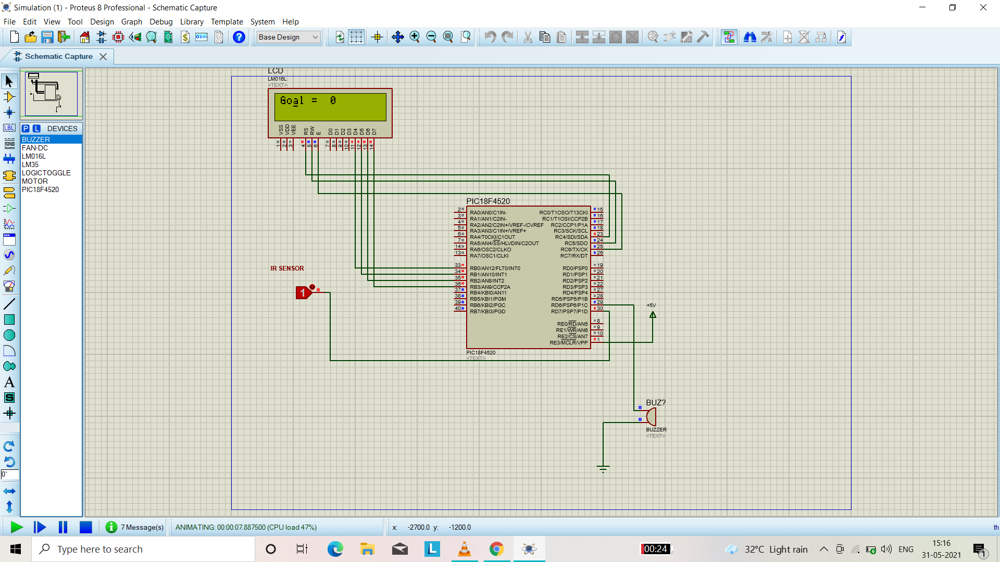 Simulation (1) - Proteus 8 Professional - Schematic Capture
File Edit View Tool Design Graph Debug Library Template System Help
Base Design
Schematic Capture
P L DEVICES
BUZZER
FAN-DC
LM016L
LM35
LOGICTOGGLE
MOTOR
PIC18F4520
LBL
A
S
0°
LCD
LM016L
<TEXT>
Goal = 0
VSS VDD VEE RS RW E D0 D1 D2 D3 D4 D5 D6 D7
1 2 3 4 5 6 7 8 9 10 11 12 13 14
IR SENSOR
1
PIC18F4520
2 RA0/AN0/C1IN- RC0/T1OSO/T13CKI 15
3 RA1/AN1/C2IN- RC1/T1OSI/CCP2B 16
4 RA2/AN2/C2IN+/VREF-/CVREF RC2/CCP1/P1A 17
5 RA3/AN3/C1IN+/VREF+ RC3/SCK/SCL 18
6 RA4/T0CKI/C1OUT RC4/SDI/SDA 23
7 RA5/AN4/SS/HLVDIN/C2OUT RC5/SDO 24
14 RA6/OSC2/CLKO RC6/TX/CK 25
13 RA7/OSC1/CLKI RC7/RX/DT 26
33 RB0/AN12/FLT0/INT0 RD0/PSP0 19
34 RB1/AN10/INT1 RD1/PSP1 20
35 RB2/AN8/INT2 RD2/PSP2 21
36 RB3/AN9/CCP2A RD3/PSP3 22
37 RB4/KBI0/AN11 RD4/PSP4 27
38 RB5/KBI1/PGM RD5/PSP5/P1B 28
39 RB6/KBI2/PGC RD6/PSP6/P1C 29
40 RB7/KBI3/PGD RD7/PSP7/P1D 30
RE0/RD/AN5 8
RE1/WR/AN6 9
RE2/CS/AN7 10
RE3/MCLR/VPP 1
PIC18F4520
<TEXT>
+5V
BUZ?
BUZZER
<TEXT>
7 Message(s) ANIMATING: 00:00:07.887500 (CPU load 47%) x: -2700.0 y: -1200.0 th
Type here to search
L
00:24
32°C Light rain
ENG
15:16
31-05-2021
1